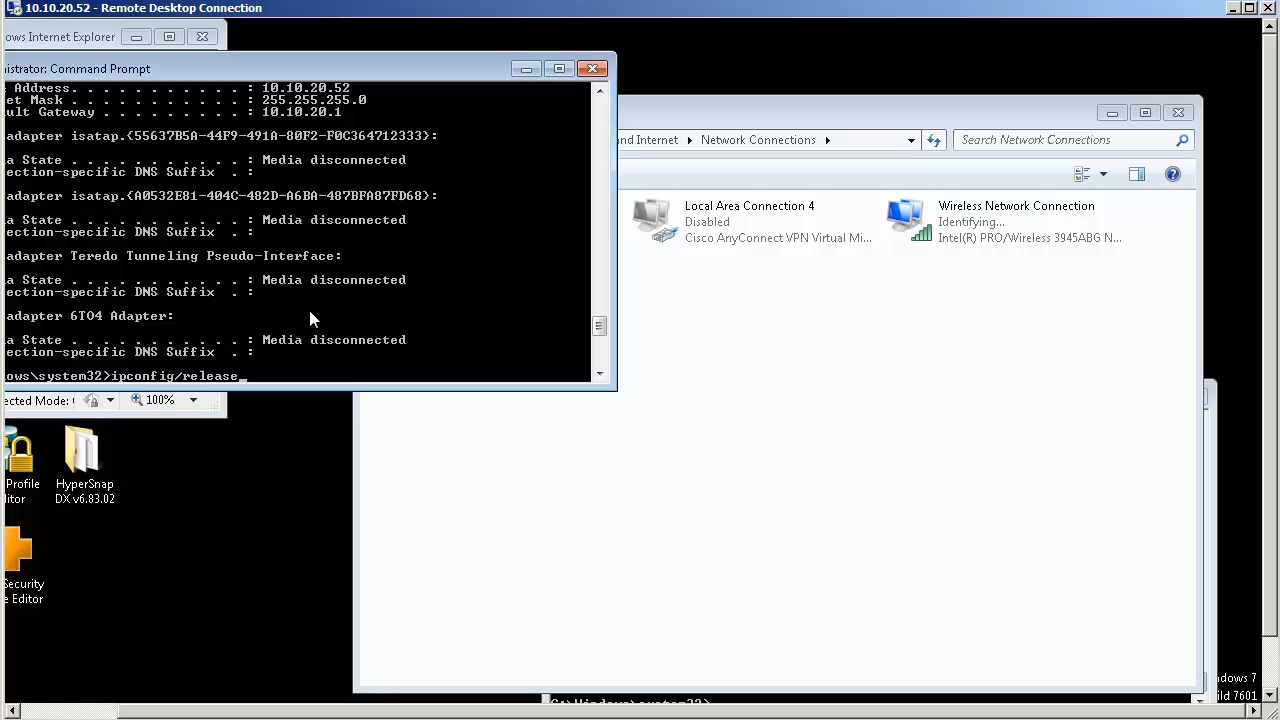 10.10.20.52 - Remote Desktop Connection
ows Internet Explorer
nistrator: Command Prompt
Address. . . . . . . . . . . : 10.10.20.52
et Mask . . . . . . . . . . . : 255.255.255.0
ult Gateway . . . . . . . . . : 10.10.20.1
adapter isatap.{55637B5A-44F9-491A-80F2-F0C364712333}:
a State . . . . . . . . . . . : Media disconnected
ection-specific DNS Suffix . :
adapter isatap.{A0532E81-404C-482D-A6BA-487BFA87FD68}:
a State . . . . . . . . . . . : Media disconnected
ection-specific DNS Suffix . :
adapter Teredo Tunneling Pseudo-Interface:
a State . . . . . . . . . . . : Media disconnected
ection-specific DNS Suffix . :
adapter 6TO4 Adapter:
a State . . . . . . . . . . . : Media disconnected
ection-specific DNS Suffix . :
ows\system32>ipconfig/release_
nd Internet
Network Connections
Search Network Connections
Local Area Connection 4
Disabled
Cisco AnyConnect VPN Virtual Mi...
Wireless Network Connection
Identifying...
Intel(R) PRO/Wireless 3945ABG N...
ected Mode:
100%
Profile
itor
HyperSnap
DX v6.83.02
Security
e Editor
C:\Windows\system32>
ndows 7
ild 7601